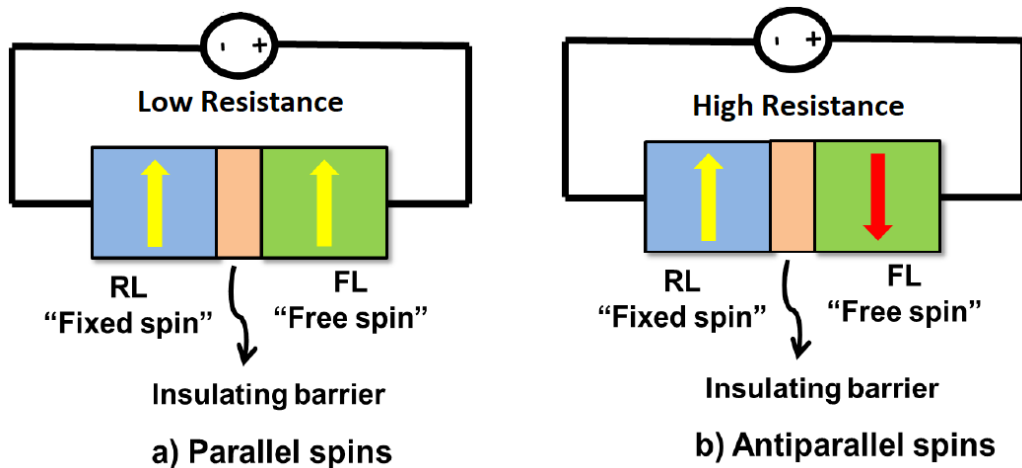 - +
Low Resistance
RL
"Fixed spin"
FL
"Free spin"
Insulating barrier
a) Parallel spins
- +
High Resistance
RL
"Fixed spin"
FL
"Free spin"
Insulating barrier
b) Antiparallel spins